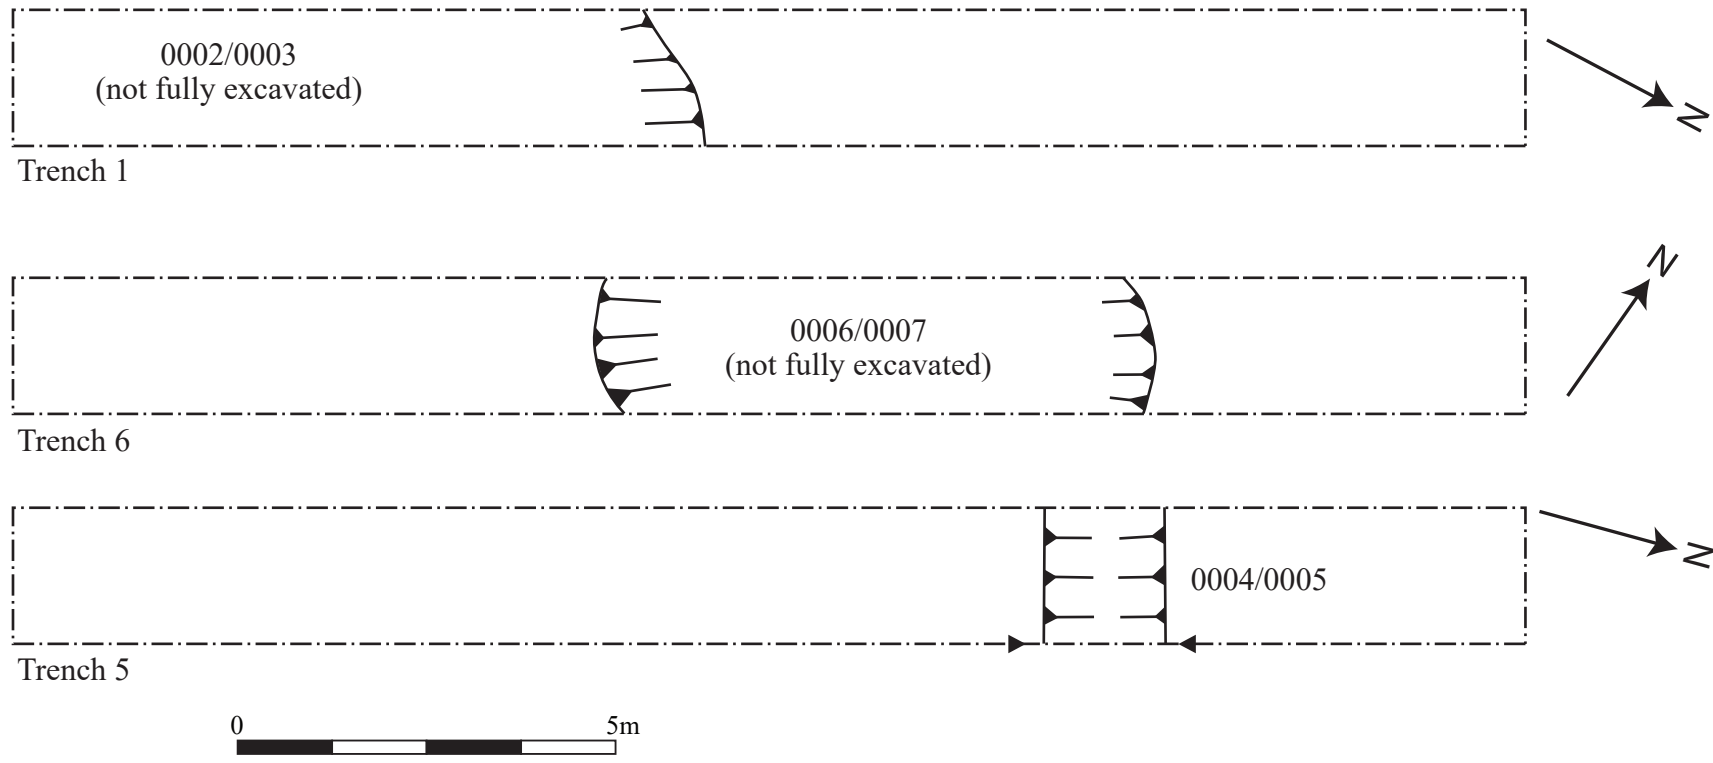 0002/0003
(not fully excavated)
N
Trench 1
N
0006/0007
(not fully excavated)
Trench 6
N
0004/0005
Trench 5
0 5m